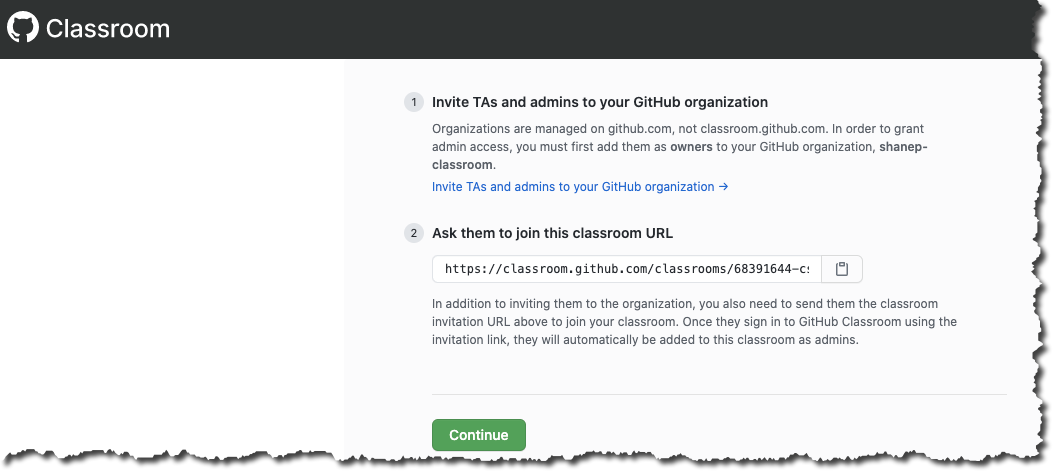 Classroom
1 Invite TAs and admins to your GitHub organization
Organizations are managed on github.com, not classroom.github.com. In order to grant
admin access, you must first add them as owners to your GitHub organization, shanep-
classroom.
Invite TAs and admins to your GitHub organization →
2 Ask them to join this classroom URL
https://classroom.github.com/classrooms/68391644-cs
In addition to inviting them to the organization, you also need to send them the classroom
invitation URL above to join your classroom. Once they sign in to GitHub Classroom using the
invitation link, they will automatically be added to this classroom as admins.
Continue